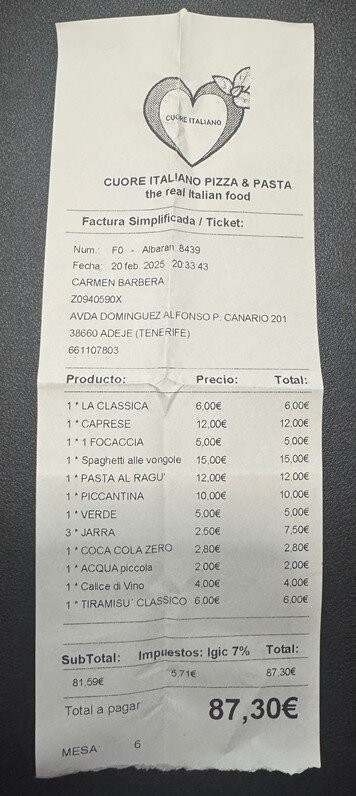 CUORE ITALIANO
CUORE ITALIANO PIZZA & PASTA
the real Italian food
Factura Simplificada / Ticket:
Num.: F0 - Albaran: 8439
Fecha: 20 feb. 2025 20:33:43
CARMEN BARBERA
Z0940590X
AVDA DOMINGUEZ ALFONSO P. CANARIO 201
38660 ADEJE (TENERIFE)
661107803
Producto: Precio: Total:
1 * LA CLASSICA 6,00€ 6,00€
1 * CAPRESE 12,00€ 12,00€
1 * 1 FOCACCIA 5,00€ 5,00€
1 * Spaghetti alle vongole 15,00€ 15,00€
1 * PASTA AL RAGU' 12,00€ 12,00€
1 * PICCANTINA 10,00€ 10,00€
1 * VERDE 5,00€ 5,00€
3 * JARRA 2,50€ 7,50€
1 * COCA COLA ZERO 2,80€ 2,80€
1 * ACQUA piccola 2,00€ 2,00€
1 * Calice di Vino 4,00€ 4,00€
1 * TIRAMISU' CLASSICO 6,00€ 6,00€
SubTotal: Impuestos: Igic 7% Total:
81,59€ 5,71€ 87,30€
Total a pagar 87,30€
MESA: 6